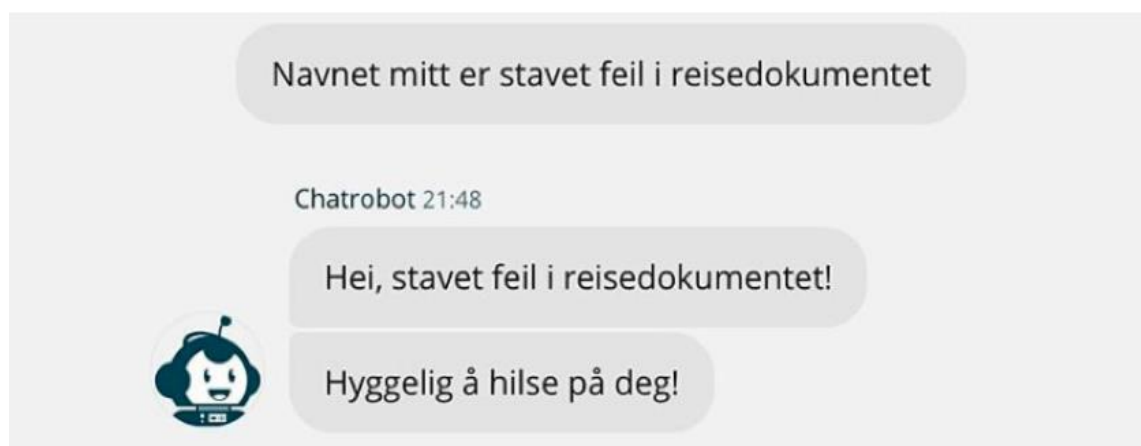 Navnet mitt er stavet feil i reisedokumentet
Chatrobot 21:48
Hei, stavet feil i reisedokumentet!
Hyggelig å hilse på deg!